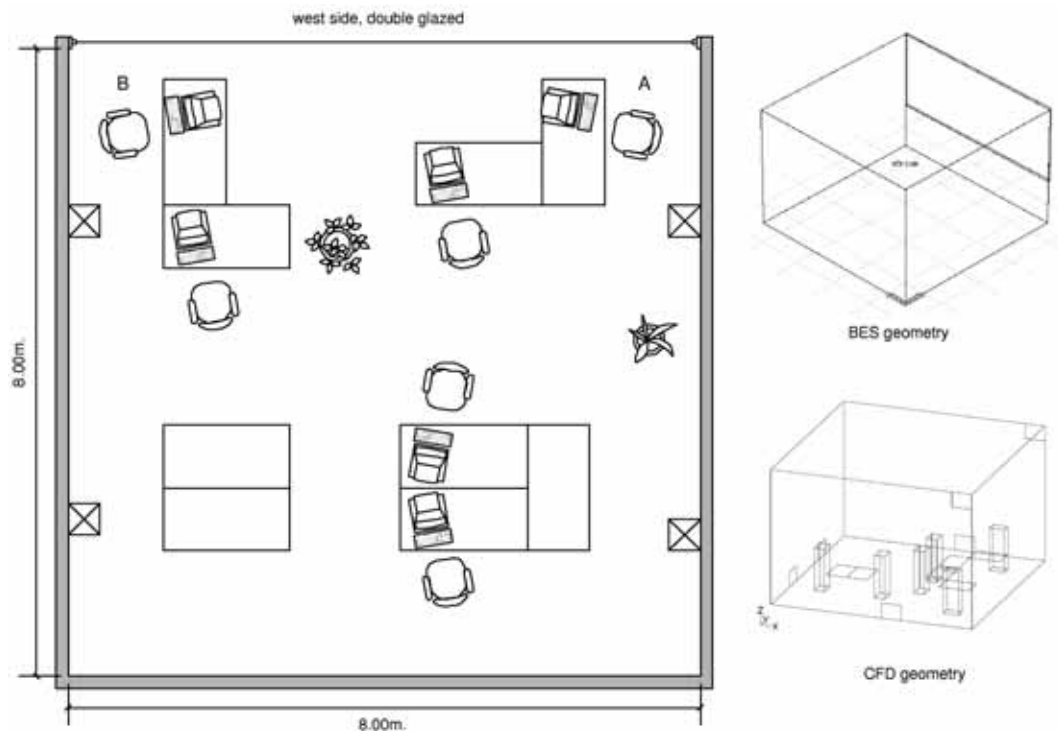 west side, double glazed
B
A
8.00m.
BES geometry
z
y
x
CFD geometry
8.00m.